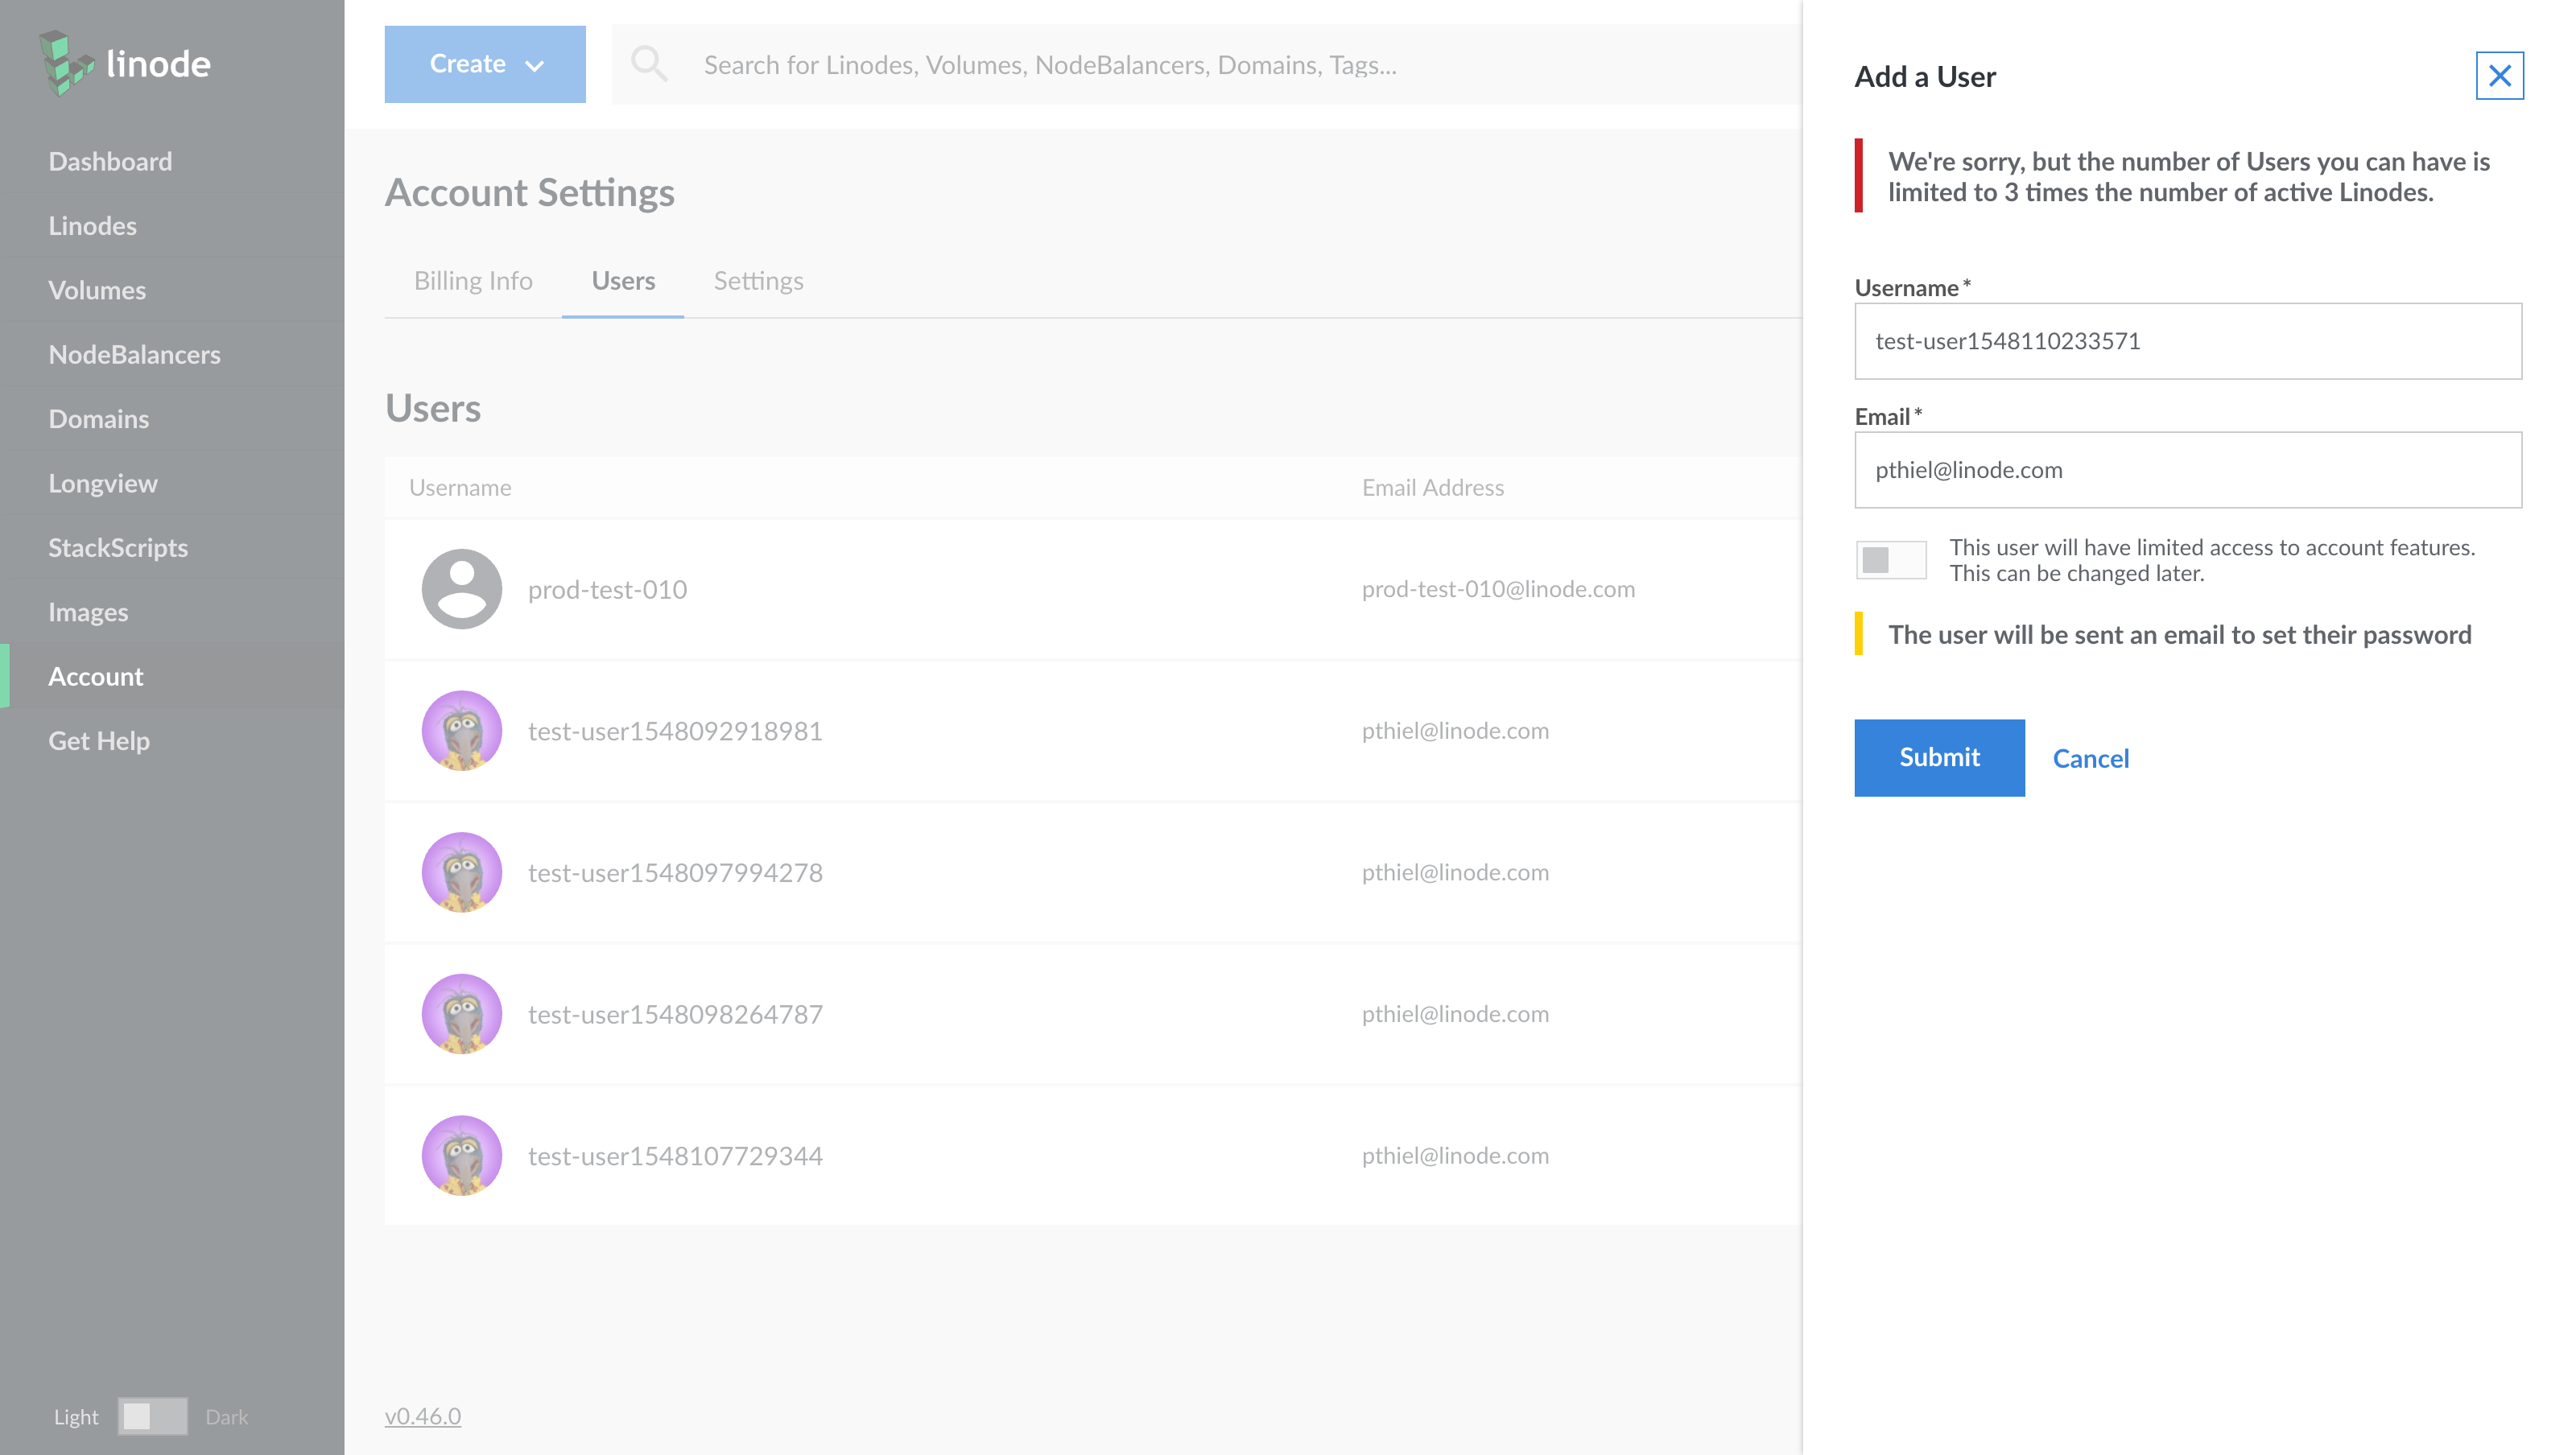 linode
Dashboard
Linodes
Volumes
NodeBalancers
Domains
Longview
StackScripts
Images
Account
Get Help
Light
Dark
Create
Search for Linodes, Volumes, NodeBalancers, Domains, Tags...
Account Settings
Billing Info
Users
Settings
Users
Username
Email Address
prod-test-010
prod-test-010@linode.com
test-user1548092918981
pthiel@linode.com
test-user1548097994278
pthiel@linode.com
test-user1548098264787
pthiel@linode.com
test-user1548107729344
pthiel@linode.com
v0.46.0
Add a User
We're sorry, but the number of Users you can have is
limited to 3 times the number of active Linodes.
Username *
test-user1548110233571
Email *
pthiel@linode.com
This user will have limited access to account features.
This can be changed later.
The user will be sent an email to set their password
Submit
Cancel